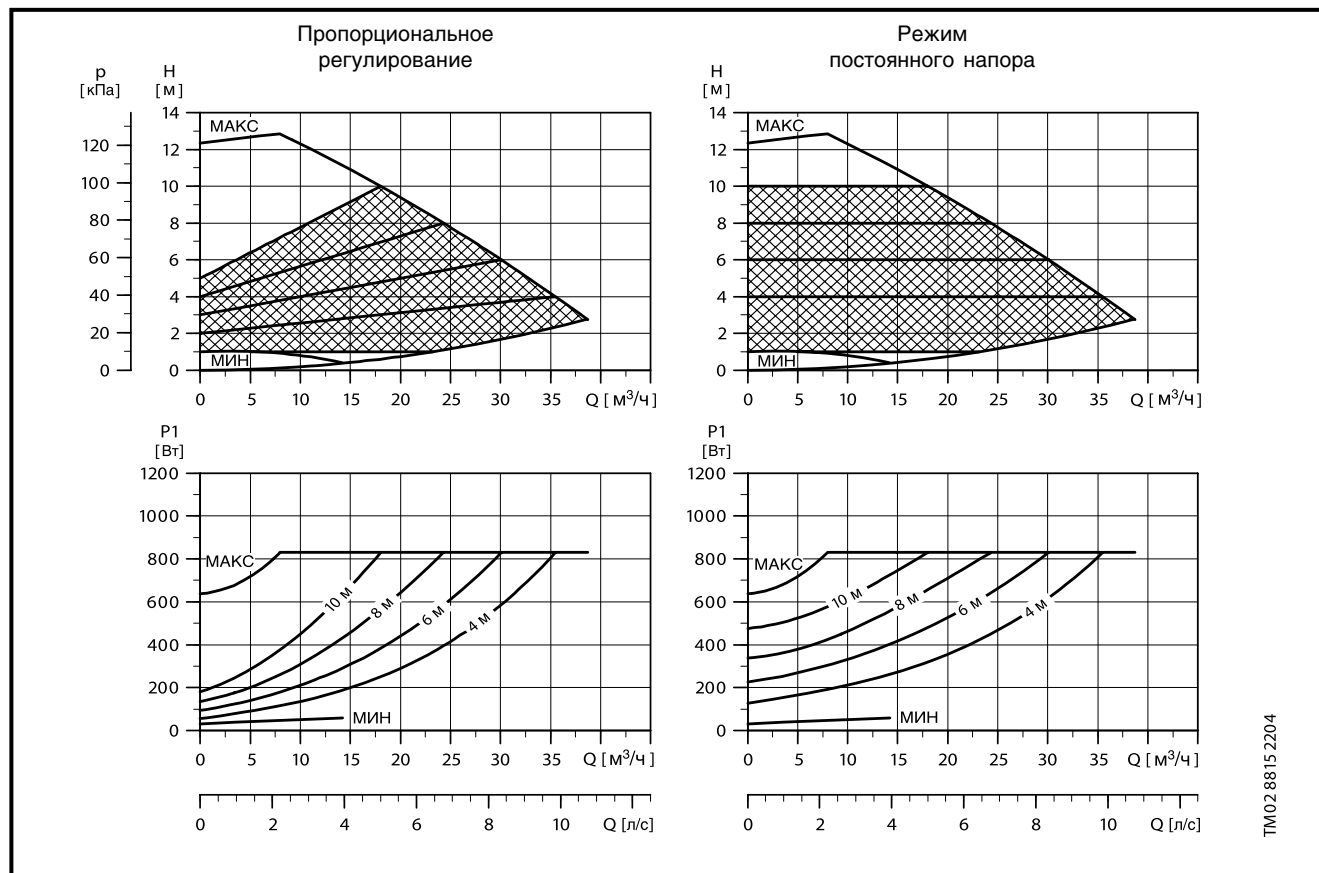 Пропорциональное
регулирование
p
[кПа]
H
[м]
14
12
10
8
6
4
2
0
120
100
80
60
40
20
0
МАКС
МИН
0 5 10 15 20 25 30 35 Q [м³/ч]
Режим
постоянного напора
H
[м]
14
12
10
8
6
4
2
0
МАКС
МИН
0 5 10 15 20 25 30 35 Q [м³/ч]
P1
[Вт]
1200
1000
800
600
400
200
0
МАКС
10 м
8 м
6 м
4 м
МИН
0 5 10 15 20 25 30 35 Q [м³/ч]
0 2 4 6 8 10 Q [л/с]
P1
[Вт]
1200
1000
800
600
400
200
0
МАКС
10 м
8 м
6 м
4 м
МИН
0 5 10 15 20 25 30 35 Q [м³/ч]
0 2 4 6 8 10 Q [л/с]
TM02 8815 2204